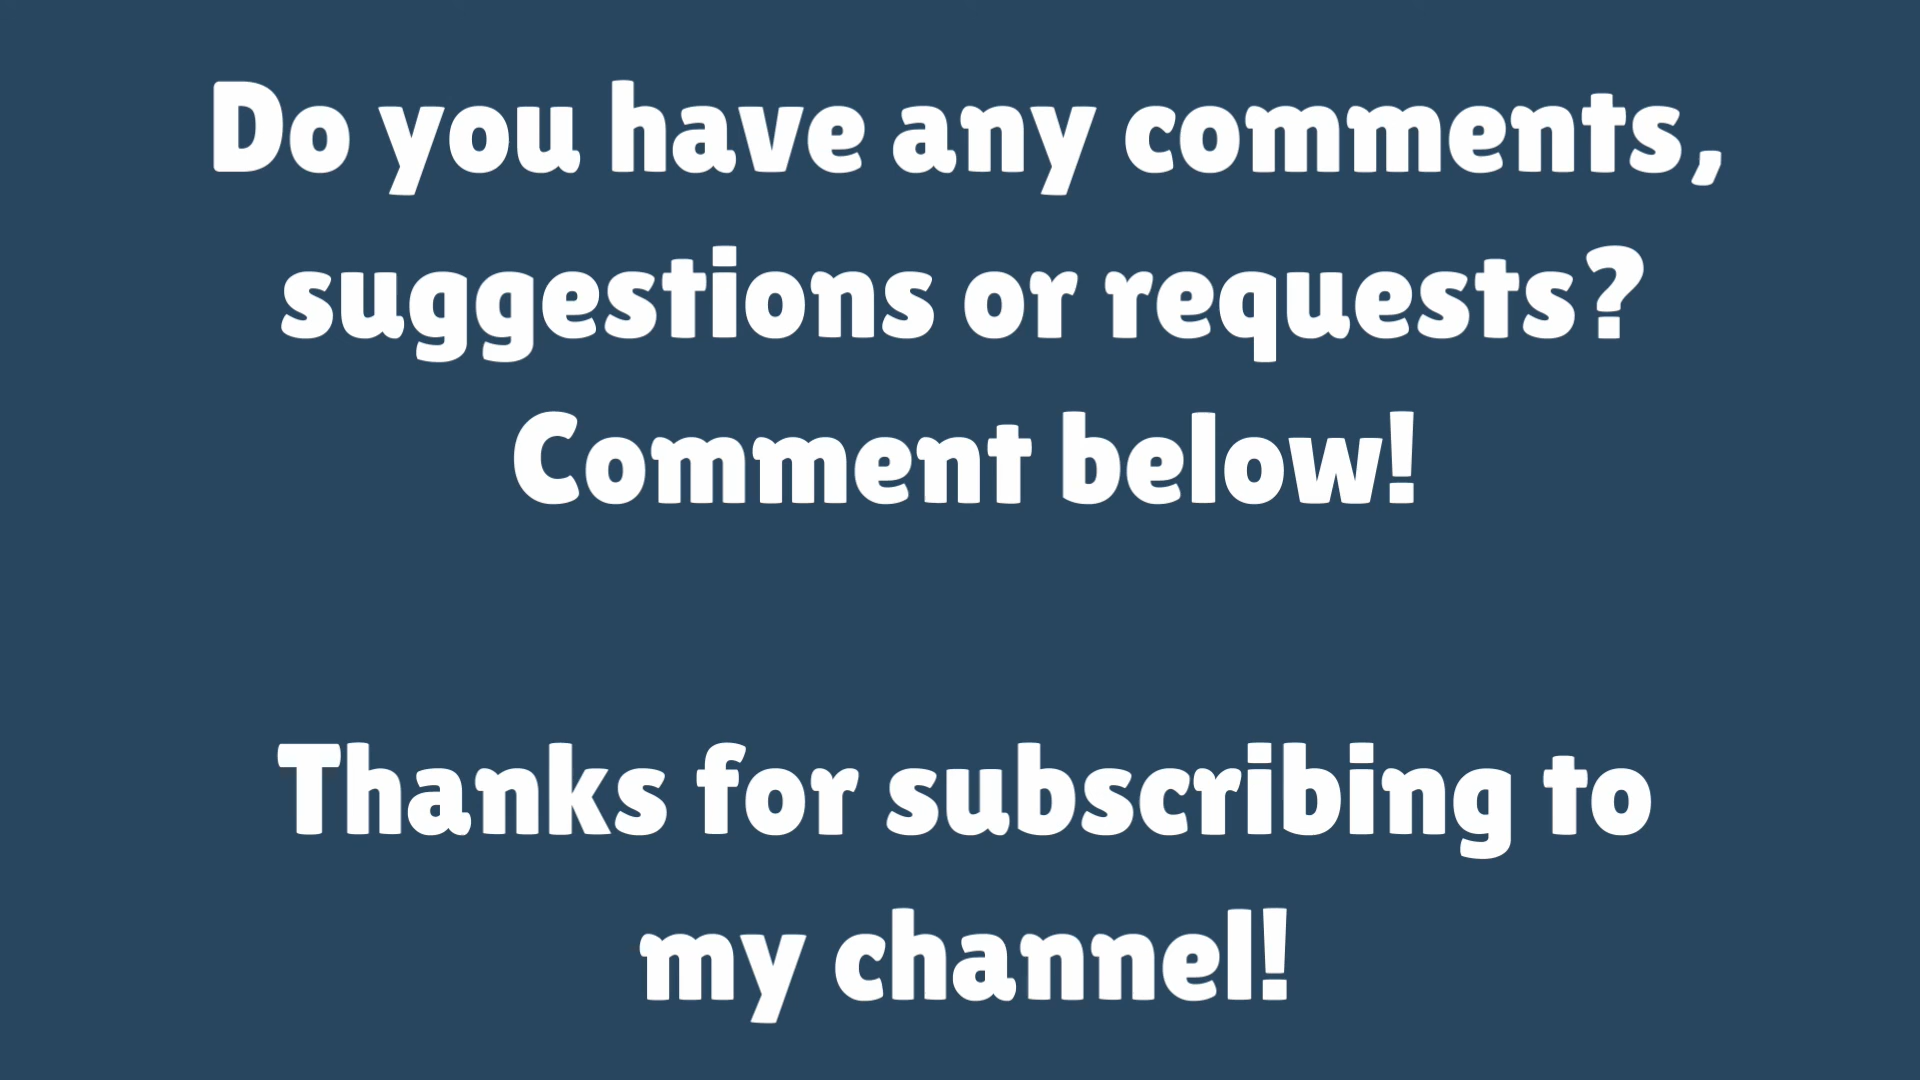 Do you have any comments,
suggestions or requests?
Comment below!
Thanks for subscribing to
my channel!